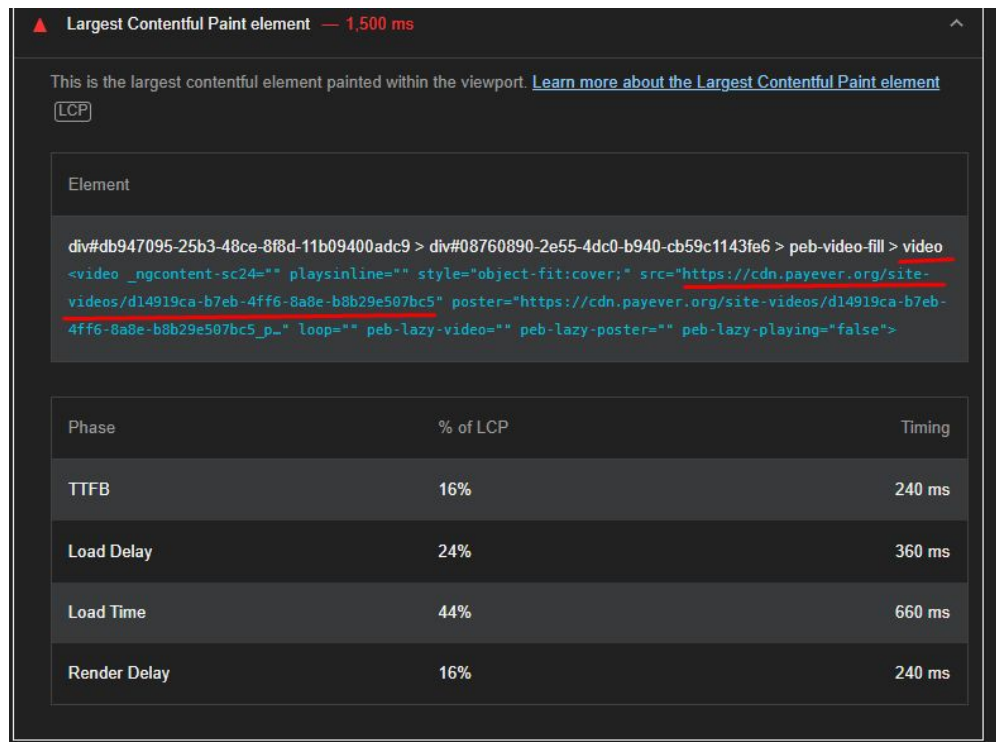 Largest Contentful Paint element — 1,500 ms
This is the largest contentful element painted within the viewport. Learn more about the Largest Contentful Paint element
LCP
Element
div#db947095-25b3-48ce-8f8d-11b09400adc9 > div#08760890-2e55-4dc0-b940-cb59c1143fe6 > peb-video-fill > video
<video _ngcontent-sc24="" playsinline="" style="object-fit:cover;" src="https://cdn.payever.org/site-
videos/d14919ca-b7eb-4ff6-8a8e-b8b29e507bc5" poster="https://cdn.payever.org/site-videos/d14919ca-b7eb-
4ff6-8a8e-b8b29e507bc5_p…" loop="" peb-lazy-video="" peb-lazy-poster="" peb-lazy-playing="false">
Phase % of LCP Timing
TTFB 16% 240 ms
Load Delay 24% 360 ms
Load Time 44% 660 ms
Render Delay 16% 240 ms